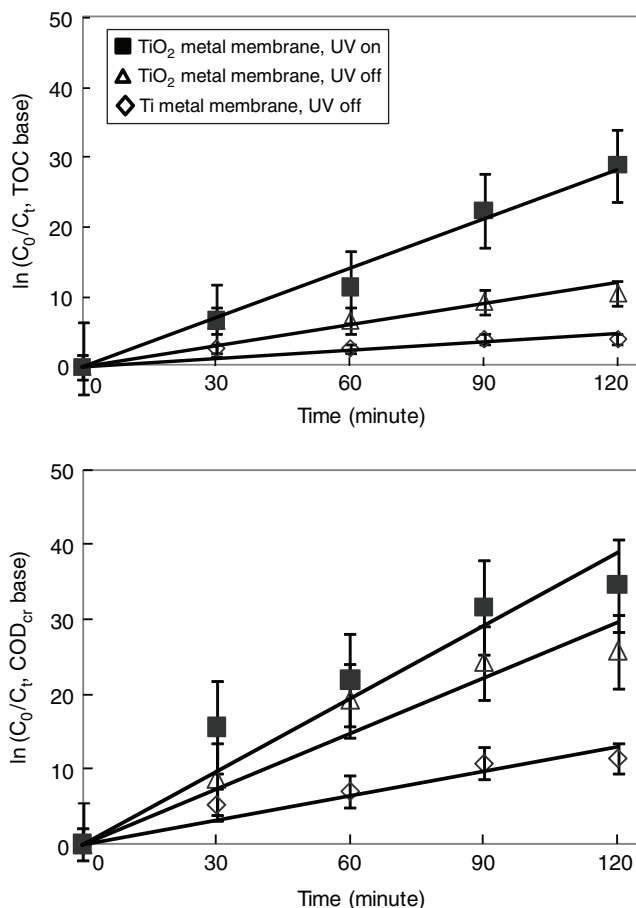 50
40
30
20
10
0
TiO₂ metal membrane, UV on
TiO₂ metal membrane, UV off
Ti metal membrane, UV off
ln (C₀/Cₜ, TOC base)
0 30 60 90 120
Time (minute)
50
40
30
20
10
0
ln (C₀/Cₜ, COD꜀ᵣ base)
0 30 60 90 120
Time (minute)